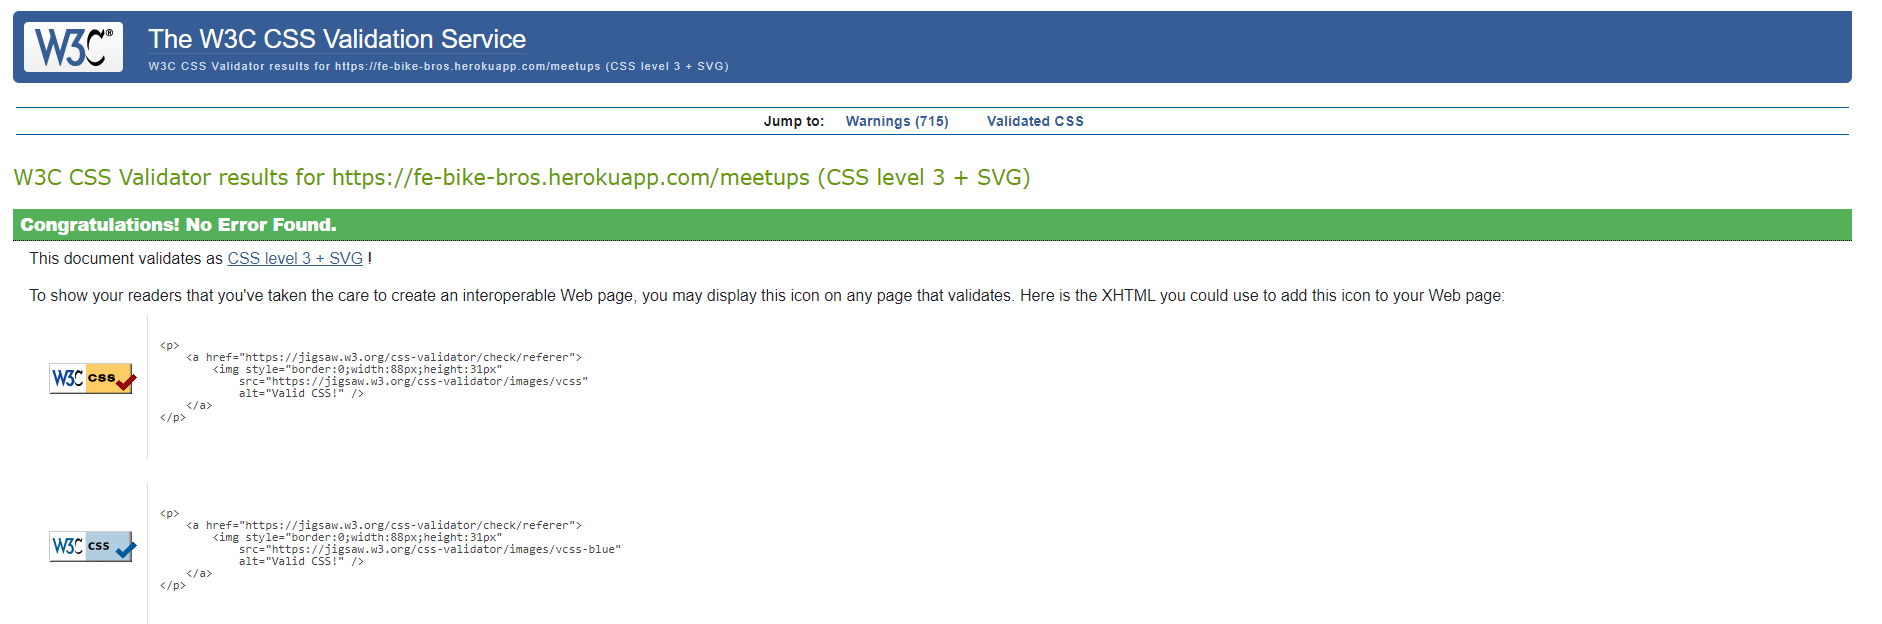 W3C®
The W3C CSS Validation Service
W3C CSS Validator results for https://fe-bike-bros.herokuapp.com/meetups (CSS level 3 + SVG)
Jump to: Warnings (715) Validated CSS
W3C CSS Validator results for https://fe-bike-bros.herokuapp.com/meetups (CSS level 3 + SVG)
Congratulations! No Error Found.
This document validates as CSS level 3 + SVG !
To show your readers that you've taken the care to create an interoperable Web page, you may display this icon on any page that validates. Here is the XHTML you could use to add this icon to your Web page:
W3C css
<p>
<a href="https://jigsaw.w3.org/css-validator/check/referer">
<img style="border:0;width:88px;height:31px"
src="https://jigsaw.w3.org/css-validator/images/vcss"
alt="Valid CSS!" />
</a>
</p>
W3C css
<p>
<a href="https://jigsaw.w3.org/css-validator/check/referer">
<img style="border:0;width:88px;height:31px"
src="https://jigsaw.w3.org/css-validator/images/vcss-blue"
alt="Valid CSS!" />
</a>
</p>